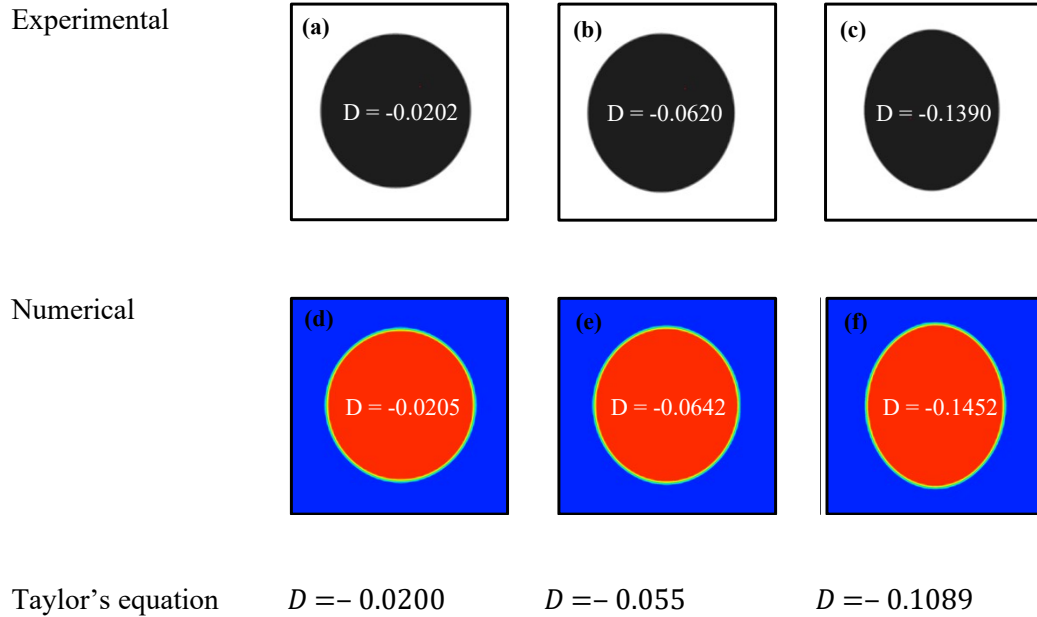 Experimental
(a) (b) (c)
D = -0.0202 D = -0.0620 D = -0.1390
Numerical
(d) (e) (f)
D = -0.0205 D = -0.0642 D = -0.1452
Taylor’s equation D =− 0.0200 D =− 0.055 D =− 0.1089